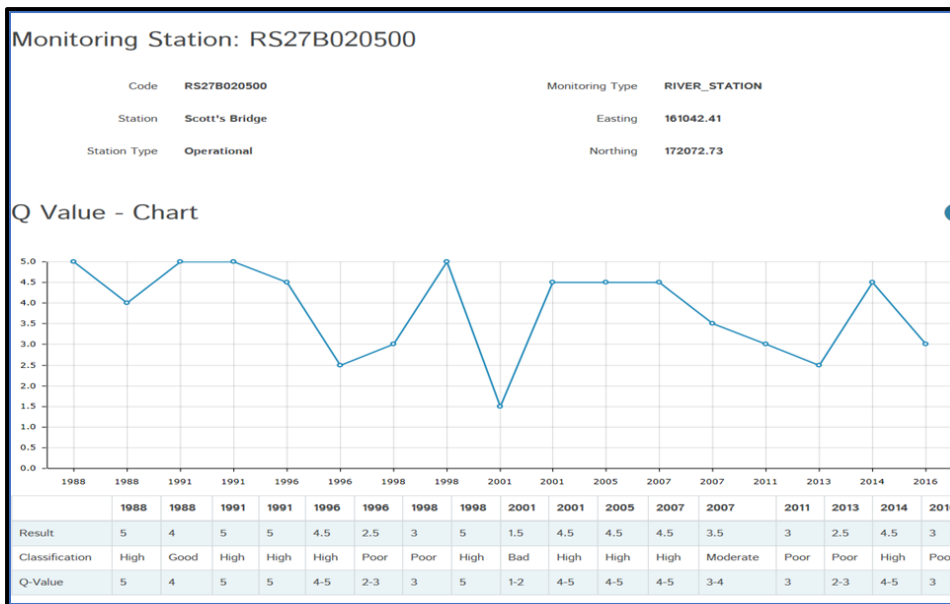 Monitoring Station: RS27B020500
Code RS27B020500 Monitoring Type RIVER_STATION
Station Scott's Bridge Easting 161042.41
Station Type Operational Northing 172072.73
Q Value - Chart
5.0
4.5
4.0
3.5
3.0
2.5
2.0
1.5
1.0
0.5
0.0
1988 1988 1991 1991 1996 1996 1998 1998 2001 2001 2005 2007 2007 2011 2013 2014 2016
1988 1988 1991 1991 1996 1996 1998 1998 2001 2001 2005 2007 2007 2011 2013 2014 201
Result 5 4 5 5 4.5 2.5 3 5 1.5 4.5 4.5 4.5 3.5 3 2.5 4.5 3
Classification High Good High High High Poor Poor High Bad High High High Moderate Poor Poor High Poo
Q-Value 5 4 5 5 4-5 2-3 3 5 1-2 4-5 4-5 4-5 3-4 3 2-3 4-5 3